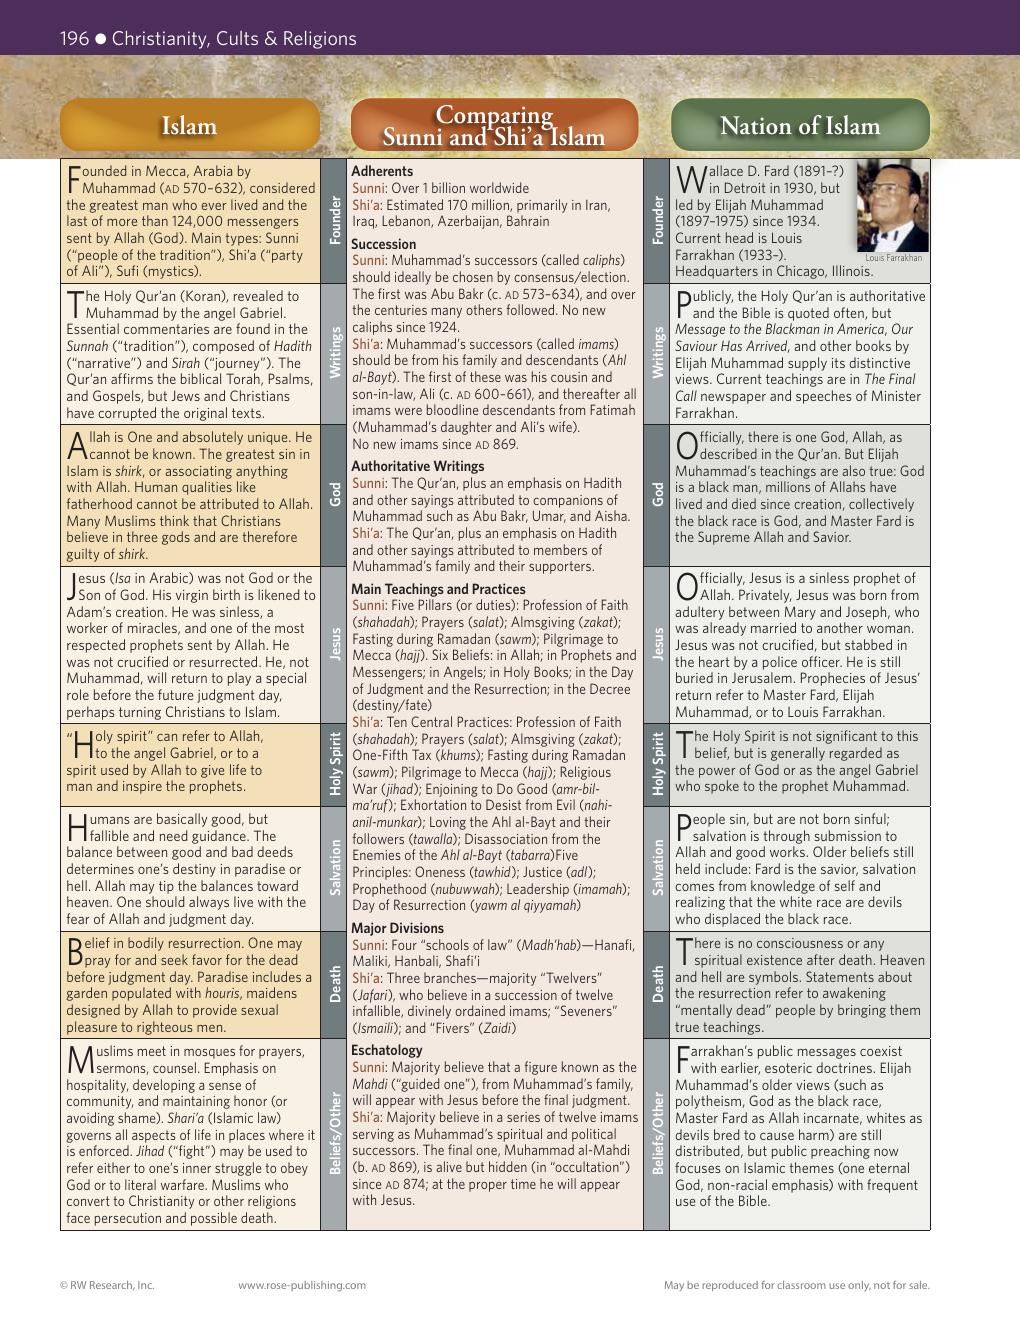 196 ● Christianity, Cults & Religions
Islam
Founded in Mecca, Arabia by
Muhammad (AD 570–632), considered
the greatest man who ever lived and the
last of more than 124,000 messengers
sent by Allah (God). Main types: Sunni
(“people of the tradition”), Shi’a (“party
of Ali”), Sufi (mystics).
The Holy Qur’an (Koran), revealed to
Muhammad by the angel Gabriel.
Essential commentaries are found in the
Sunnah (“tradition”), composed of Hadith
(“narrative”) and Sirah (“journey”). The
Qur’an affirms the biblical Torah, Psalms,
and Gospels, but Jews and Christians
have corrupted the original texts.
Allah is One and absolutely unique. He
cannot be known. The greatest sin in
Islam is shirk, or associating anything
with Allah. Human qualities like
fatherhood cannot be attributed to Allah.
Many Muslims think that Christians
believe in three gods and are therefore
guilty of shirk.
Jesus (Isa in Arabic) was not God or the
Son of God. His virgin birth is likened to
Adam’s creation. He was sinless, a
worker of miracles, and one of the most
respected prophets sent by Allah. He
was not crucified or resurrected. He, not
Muhammad, will return to play a special
role before the future judgment day,
perhaps turning Christians to Islam.
“Holy spirit” can refer to Allah,
to the angel Gabriel, or to a
spirit used by Allah to give life to
man and inspire the prophets.
Humans are basically good, but
fallible and need guidance. The
balance between good and bad deeds
determines one’s destiny in paradise or
hell. Allah may tip the balances toward
heaven. One should always live with the
fear of Allah and judgment day.
Belief in bodily resurrection. One may
pray for and seek favor for the dead
before judgment day. Paradise includes a
garden populated with houris, maidens
designed by Allah to provide sexual
pleasure to righteous men.
Muslims meet in mosques for prayers,
sermons, counsel. Emphasis on
hospitality, developing a sense of
community, and maintaining honor (or
avoiding shame). Shari’a (Islamic law)
governs all aspects of life in places where it
is enforced. Jihad (“fight”) may be used to
refer either to one’s inner struggle to obey
God or to literal warfare. Muslims who
convert to Christianity or other religions
face persecution and possible death.
Founder
Writings
God
Jesus
Holy Spirit
Salvation
Death
Beliefs/Other
Comparing
Sunni and Shi’a Islam
Adherents
Sunni: Over 1 billion worldwide
Shi’a: Estimated 170 million, primarily in Iran,
Iraq, Lebanon, Azerbaijan, Bahrain
Succession
Sunni: Muhammad’s successors (called caliphs)
should ideally be chosen by consensus/election.
The first was Abu Bakr (c. AD 573–634), and over
the centuries many others followed. No new
caliphs since 1924.
Shi’a: Muhammad’s successors (called imams)
should be from his family and descendants (Ahl
al-Bayt). The first of these was his cousin and
son-in-law, Ali (c. AD 600–661), and thereafter all
imams were bloodline descendants from Fatimah
(Muhammad’s daughter and Ali’s wife).
No new imams since AD 869.
Authoritative Writings
Sunni: The Qur’an, plus an emphasis on Hadith
and other sayings attributed to companions of
Muhammad such as Abu Bakr, Umar, and Aisha.
Shi’a: The Qur’an, plus an emphasis on Hadith
and other sayings attributed to members of
Muhammad’s family and their supporters.
Main Teachings and Practices
Sunni: Five Pillars (or duties): Profession of Faith
(shahadah); Prayers (salat); Almsgiving (zakat);
Fasting during Ramadan (sawm); Pilgrimage to
Mecca (hajj). Six Beliefs: in Allah; in Prophets and
Messengers; in Angels; in Holy Books; in the Day
of Judgment and the Resurrection; in the Decree
(destiny/fate)
Shi’a: Ten Central Practices: Profession of Faith
(shahadah); Prayers (salat); Almsgiving (zakat);
One-Fifth Tax (khums); Fasting during Ramadan
(sawm); Pilgrimage to Mecca (hajj); Religious
War (jihad); Enjoining to Do Good (amr-bil-
ma’ruf); Exhortation to Desist from Evil (nahi-
anil-munkar); Loving the Ahl al-Bayt and their
followers (tawalla); Disassociation from the
Enemies of the Ahl al-Bayt (tabarra)Five
Principles: Oneness (tawhid); Justice (adl);
Prophethood (nubuwwah); Leadership (imamah);
Day of Resurrection (yawm al qiyyamah)
Major Divisions
Sunni: Four “schools of law” (Madh’hab)—Hanafi,
Maliki, Hanbali, Shafi’i
Shi’a: Three branches—majority “Twelvers”
(Jafari), who believe in a succession of twelve
infallible, divinely ordained imams; “Seveners”
(Ismaili); and “Fivers” (Zaidi)
Eschatology
Sunni: Majority believe that a figure known as the
Mahdi (“guided one”), from Muhammad’s family,
will appear with Jesus before the final judgment.
Shi’a: Majority believe in a series of twelve imams
serving as Muhammad’s spiritual and political
successors. The final one, Muhammad al-Mahdi
(b. AD 869), is alive but hidden (in “occultation”)
since AD 874; at the proper time he will appear
with Jesus.
Founder
Writings
God
Jesus
Holy Spirit
Salvation
Death
Beliefs/Other
Nation of Islam
Wallace D. Fard (1891–?)
in Detroit in 1930, but
led by Elijah Muhammad
(1897–1975) since 1934.
Current head is Louis
Farrakhan (1933–).
Headquarters in Chicago, Illinois.
Louis Farrakhan
Publicly, the Holy Qur’an is authoritative
and the Bible is quoted often, but
Message to the Blackman in America, Our
Saviour Has Arrived, and other books by
Elijah Muhammad supply its distinctive
views. Current teachings are in The Final
Call newspaper and speeches of Minister
Farrakhan.
Officially, there is one God, Allah, as
described in the Qur’an. But Elijah
Muhammad’s teachings are also true: God
is a black man, millions of Allahs have
lived and died since creation, collectively
the black race is God, and Master Fard is
the Supreme Allah and Savior.
Officially, Jesus is a sinless prophet of
Allah. Privately, Jesus was born from
adultery between Mary and Joseph, who
was already married to another woman.
Jesus was not crucified, but stabbed in
the heart by a police officer. He is still
buried in Jerusalem. Prophecies of Jesus’
return refer to Master Fard, Elijah
Muhammad, or to Louis Farrakhan.
The Holy Spirit is not significant to this
belief, but is generally regarded as
the power of God or as the angel Gabriel
who spoke to the prophet Muhammad.
People sin, but are not born sinful;
salvation is through submission to
Allah and good works. Older beliefs still
held include: Fard is the savior, salvation
comes from knowledge of self and
realizing that the white race are devils
who displaced the black race.
There is no consciousness or any
spiritual existence after death. Heaven
and hell are symbols. Statements about
the resurrection refer to awakening
“mentally dead” people by bringing them
true teachings.
Farrakhan’s public messages coexist
with earlier, esoteric doctrines. Elijah
Muhammad’s older views (such as
polytheism, God as the black race,
Master Fard as Allah incarnate, whites as
devils bred to cause harm) are still
distributed, but public preaching now
focuses on Islamic themes (one eternal
God, non-racial emphasis) with frequent
use of the Bible.
© RW Research, Inc.
www.rose-publishing.com
May be reproduced for classroom use only, not for sale.